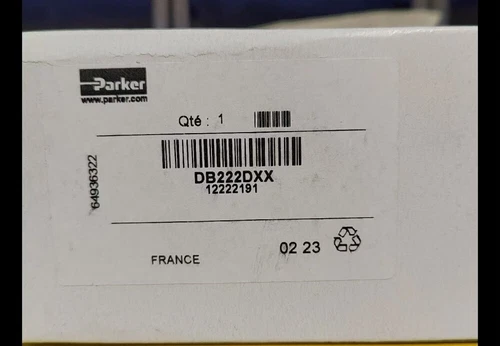 Parker
www.parker.com
Qté : 1
64936322
DB222DXX
12222191
FRANCE
02 23